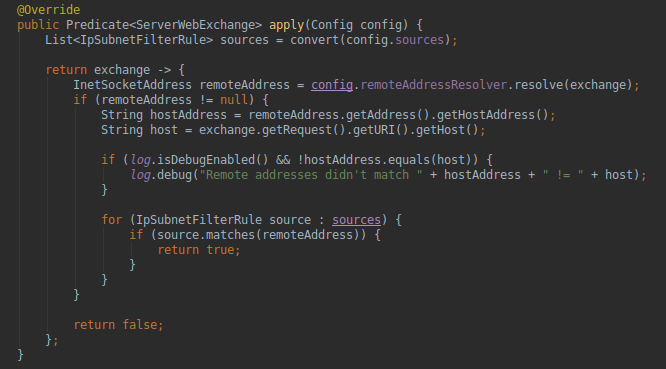 @Override
public Predicate<ServerWebExchange> apply(Config config) {
List<IpSubnetFilterRule> sources = convert(config.sources);
return exchange -> {
InetSocketAddress remoteAddress = config.remoteAddressResolver.resolve(exchange);
if (remoteAddress != null) {
String hostAddress = remoteAddress.getAddress().getHostAddress();
String host = exchange.getRequest().getURI().getHost();
if (log.isDebugEnabled() && !hostAddress.equals(host)) {
log.debug("Remote addresses didn't match " + hostAddress + " != " + host);
}
for (IpSubnetFilterRule source : sources) {
if (source.matches(remoteAddress)) {
return true;
}
}
}
return false;
};
}